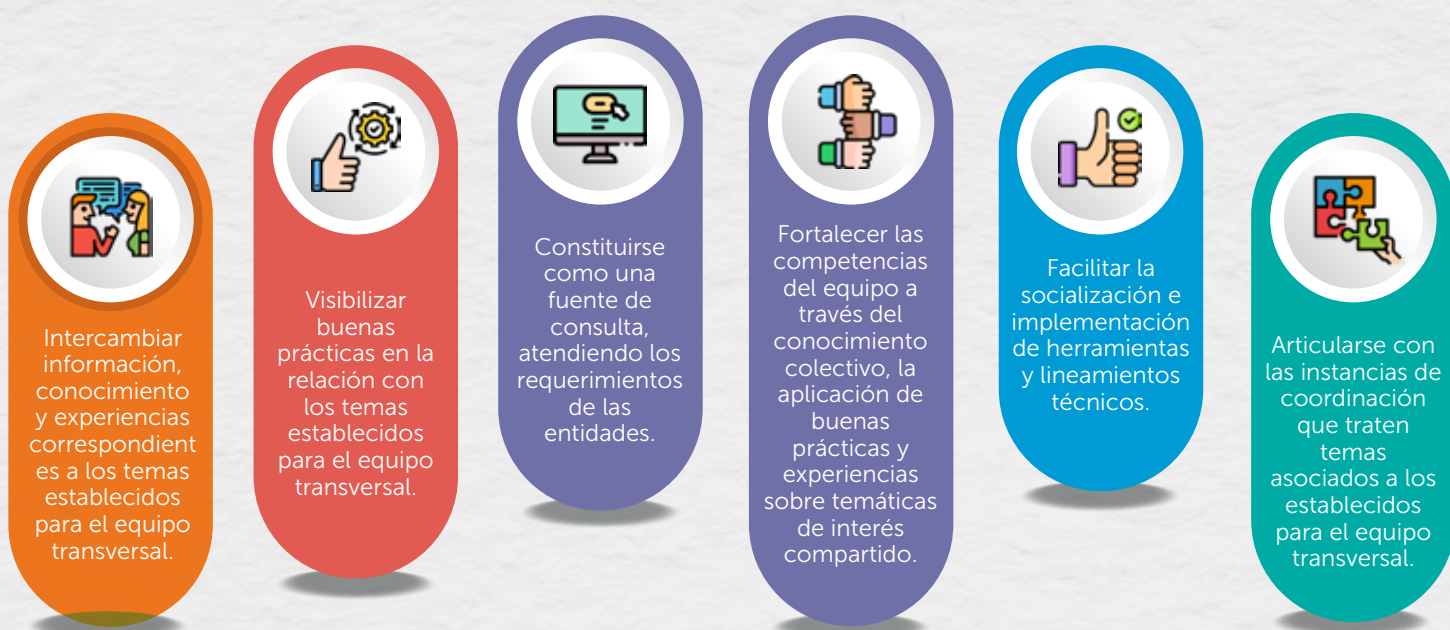 Intercambiar
información,
conocimiento
y experiencias
correspondient
es a los temas
establecidos
para el equipo
transversal.
Visibilizar
buenas
prácticas en la
relación con
los temas
establecidos
para el equipo
transversal.
Constituirse
como una
fuente de
consulta,
atendiendo los
requerimientos
de las
entidades.
Fortalecer las
competencias
del equipo a
través del
conocimiento
colectivo, la
aplicación de
buenas
prácticas y
experiencias
sobre temáticas
de interés
compartido.
Facilitar la
socialización e
implementación
de herramientas
y lineamientos
técnicos.
Articularse con
las instancias de
coordinación
que traten
temas
asociados a los
establecidos
para el equipo
transversal.